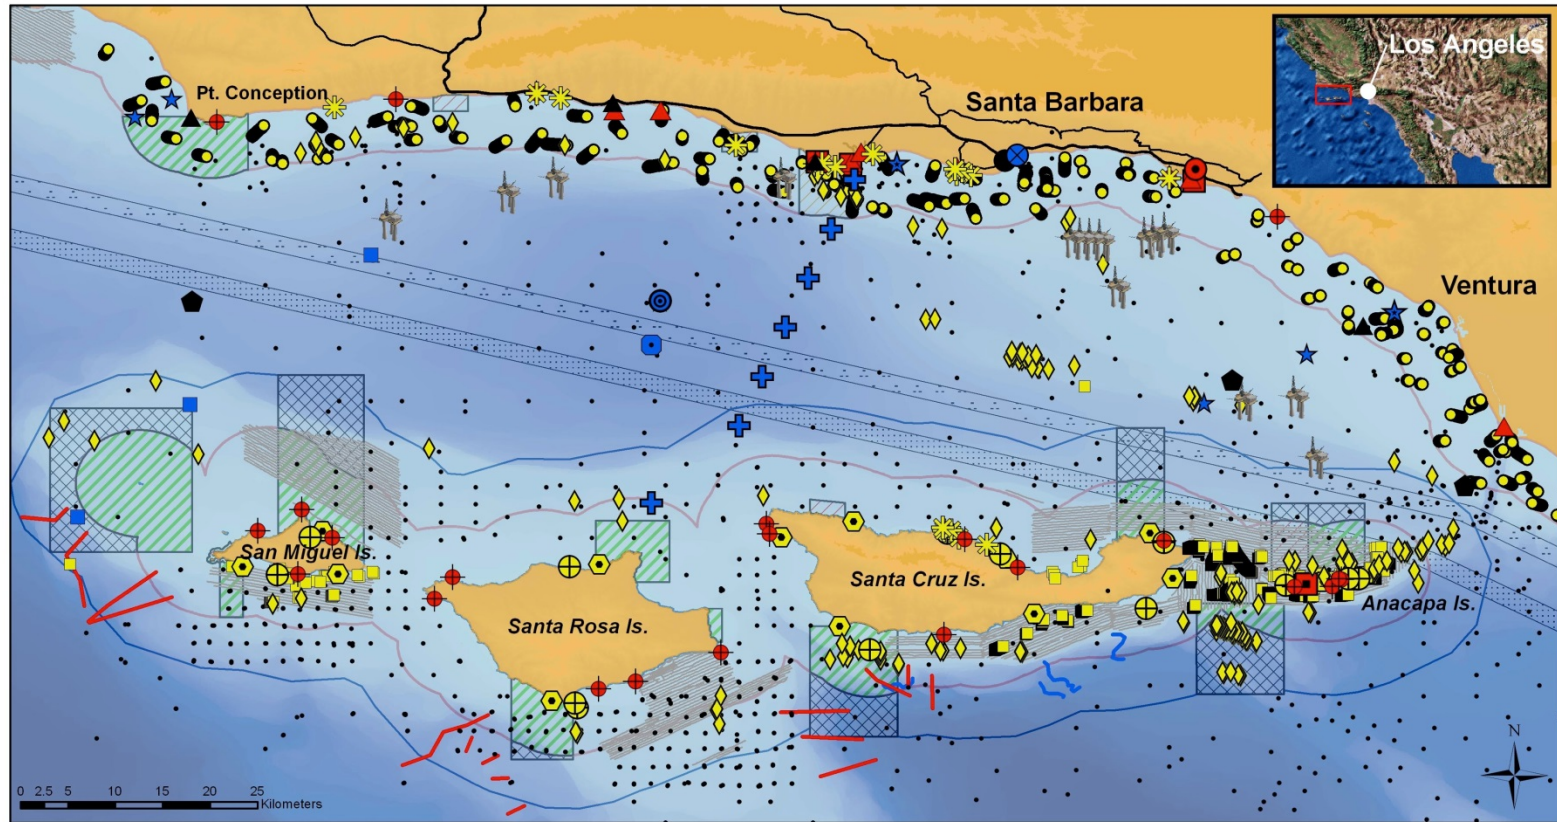 Los Angeles
Pt. Conception
Santa Barbara
Ventura
San Miguel Is.
Santa Cruz Is.
Santa Rosa Is.
Anacapa Is.
N
0 2.5 5 10 15 20 25
Kilometers